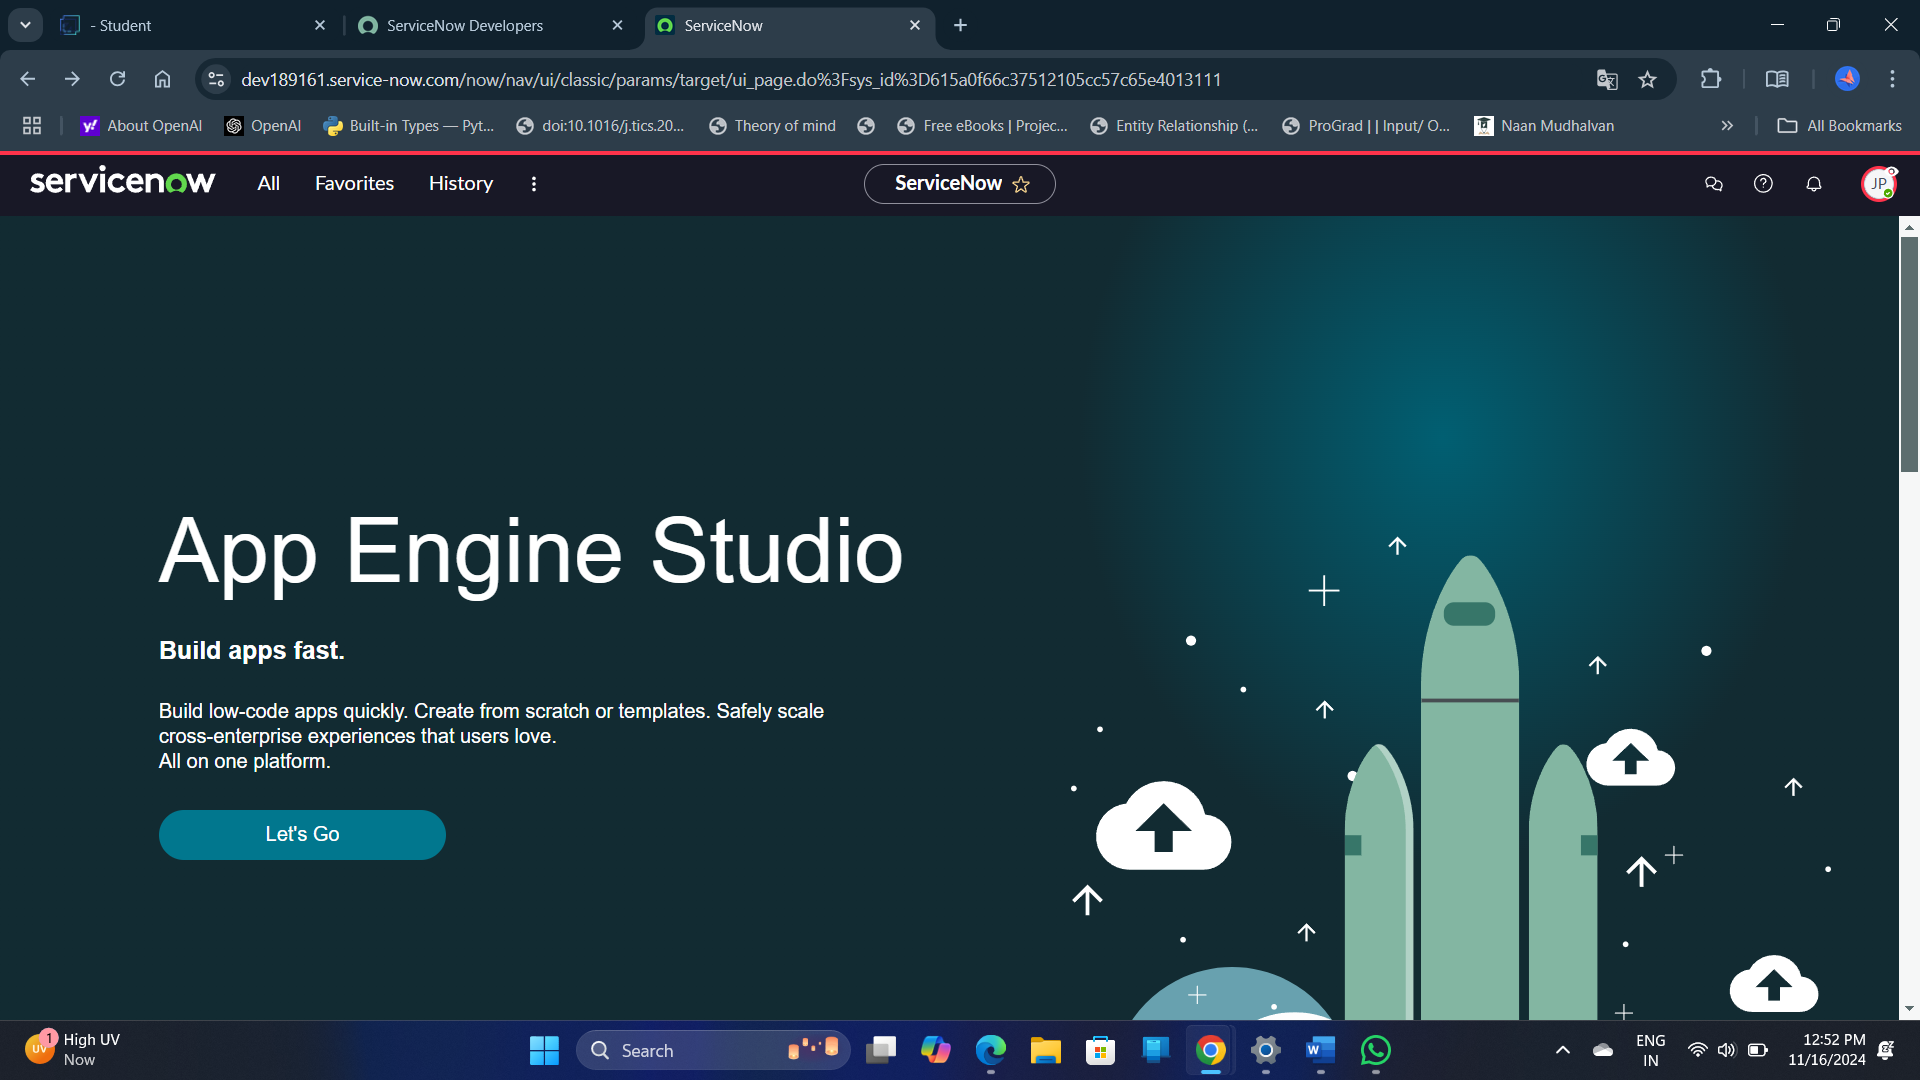 - Student
ServiceNow Developers
ServiceNow
dev189161.service-now.com/now/nav/ui/classic/params/target/ui_page.do%3Fsys_id%3D615a0f66c37512105cc57c65e4013111
About OpenAI
OpenAI
Built-in Types — Pyt...
doi:10.1016/j.tics.20...
Theory of mind
Free eBooks | Projec...
Entity Relationship (...
ProGrad | | Input/ O...
Naan Mudhalvan
All Bookmarks
servicenow
All
Favorites
History
ServiceNow
JP
App Engine Studio
Build apps fast.
Build low-code apps quickly. Create from scratch or templates. Safely scale
cross-enterprise experiences that users love.
All on one platform.
Let's Go
UV
1
High UV
Now
Search
ENG
IN
12:52 PM
11/16/2024